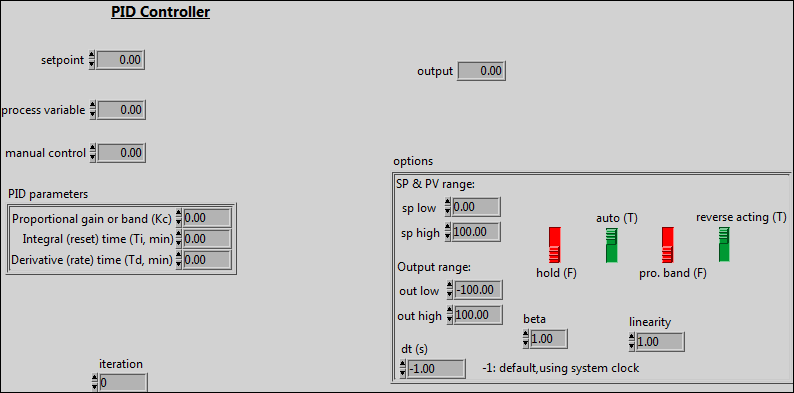 PID Controller
setpoint 0.00
output 0.00
process variable 0.00
manual control 0.00
PID parameters
Proportional gain or band (Kc) 0.00
Integral (reset) time (Ti, min) 0.00
Derivative (rate) time (Td, min) 0.00
iteration
0
options
SP & PV range:
sp low 0.00
sp high 100.00
auto (T)
reverse acting (T)
hold (F)
pro. band (F)
Output range:
out low -100.00
out high 100.00
beta
1.00
linearity
1.00
dt (s)
-1.00
-1: default,using system clock